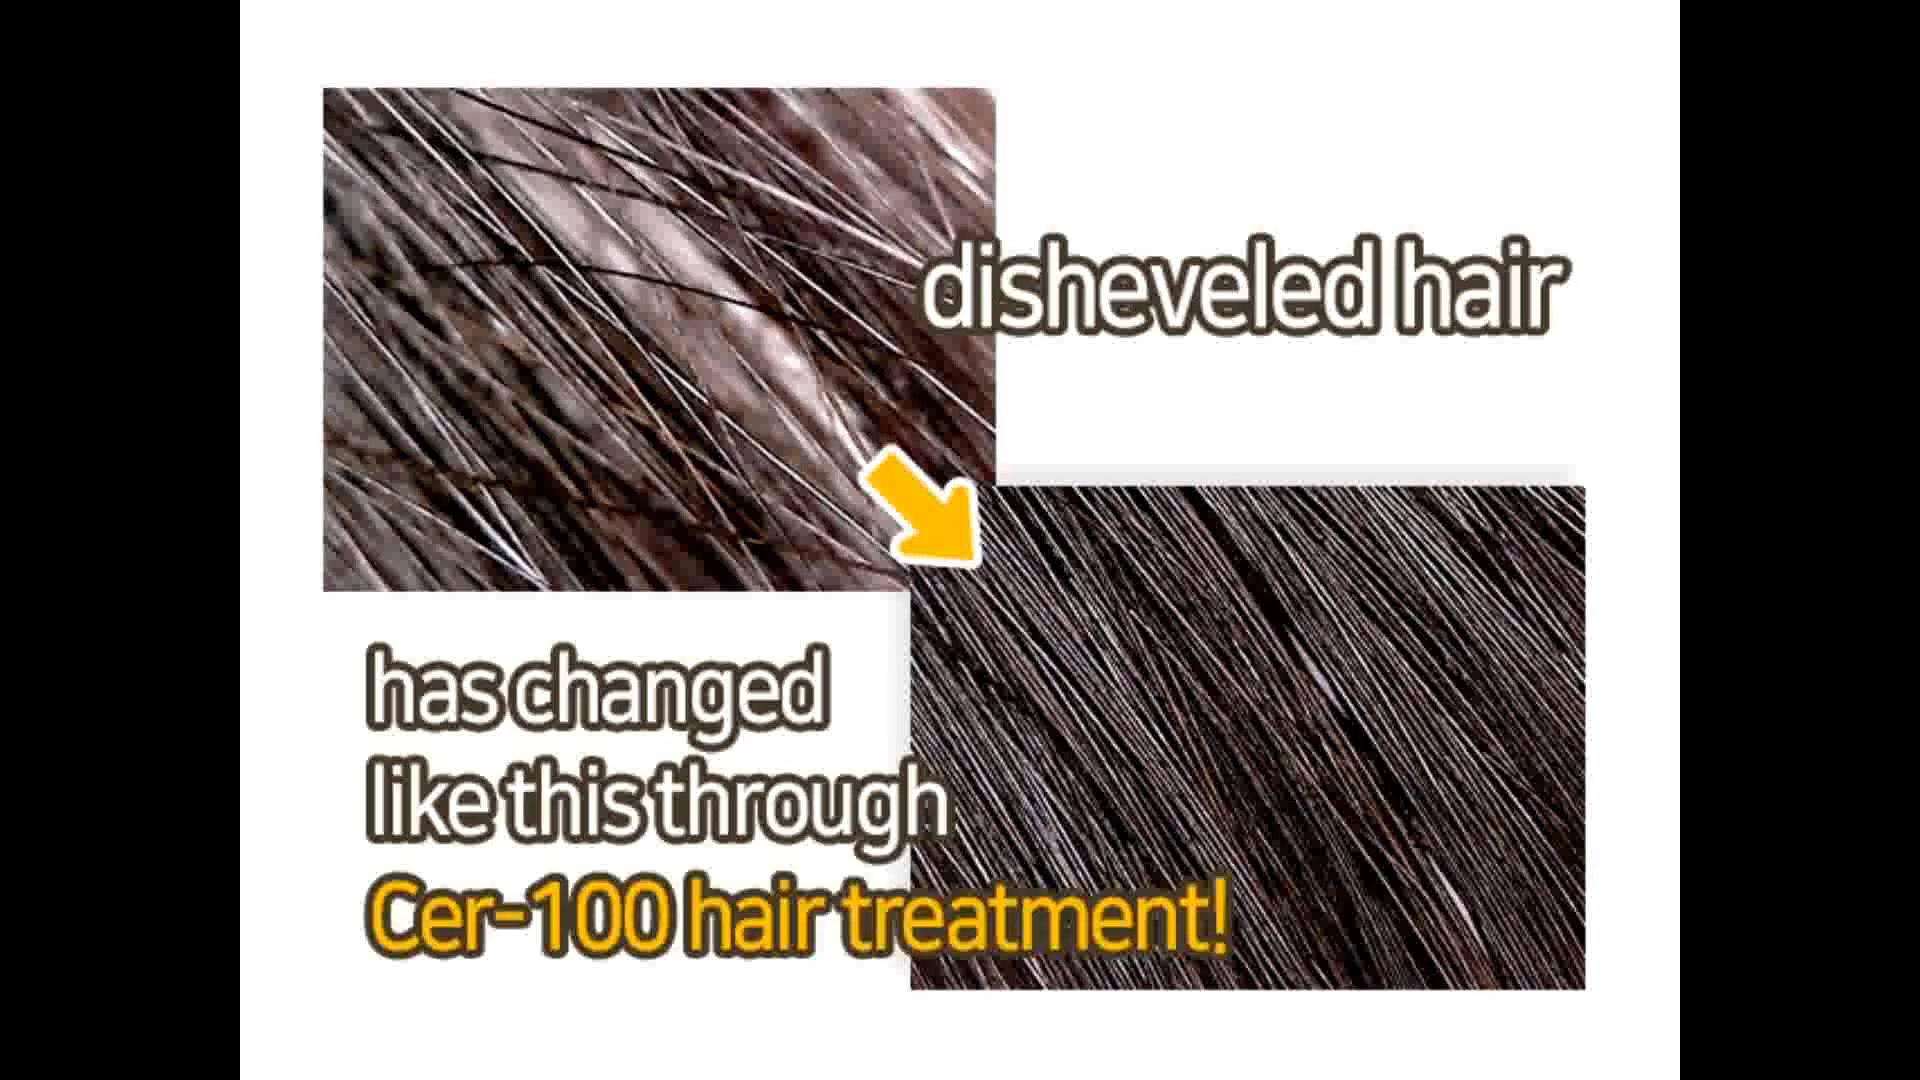 disheveled hair
has changed
like this through
Cer-100 hair treatment!